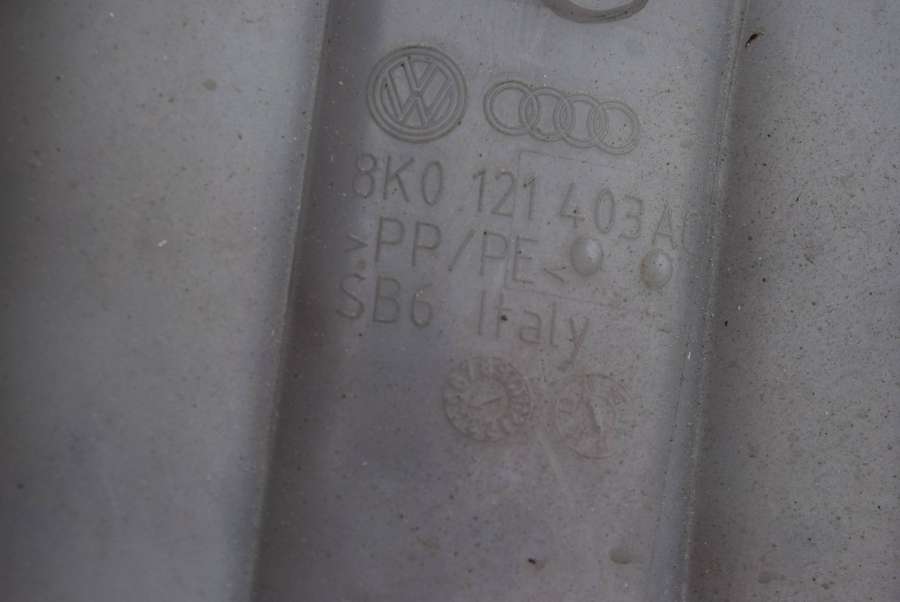 8K0 121 403 A
>PP/PE<
SB6 Italy